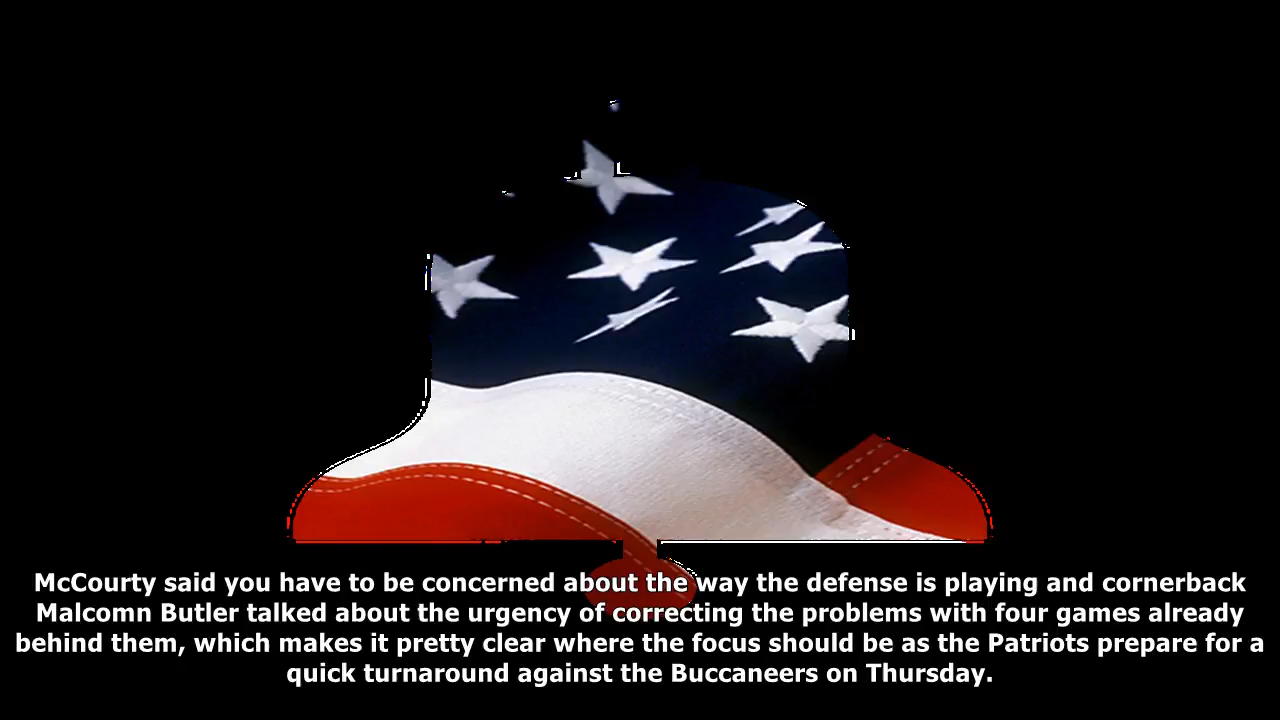 McCourty said you have to be concerned about the way the defense is playing and cornerback
Malcomn Butler talked about the urgency of correcting the problems with four games already
behind them, which makes it pretty clear where the focus should be as the Patriots prepare for a
quick turnaround against the Buccaneers on Thursday.